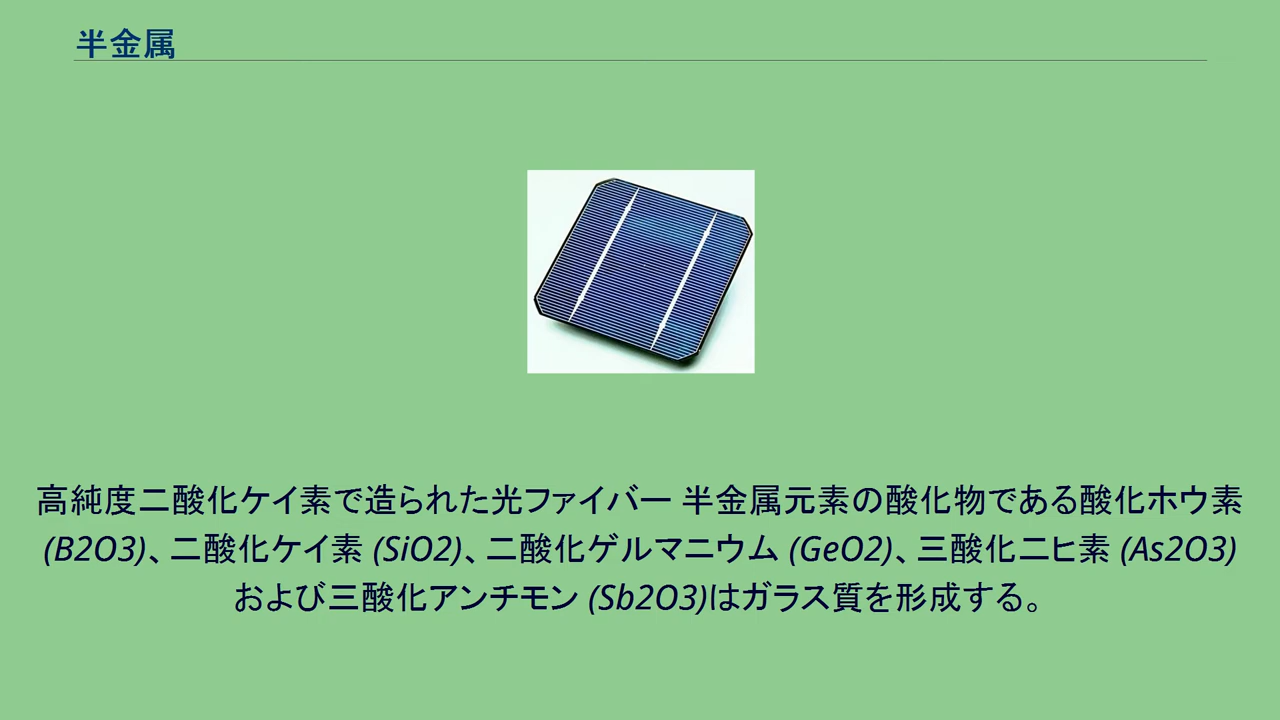 半金属
高純度二酸化ケイ素で造られた光ファイバー 半金属元素の酸化物である酸化ホウ素
(B2O3)、二酸化ケイ素 (SiO2)、二酸化ゲルマニウム (GeO2)、三酸化二ヒ素 (As2O3)
および三酸化アンチモン (Sb2O3)はガラス質を形成する。